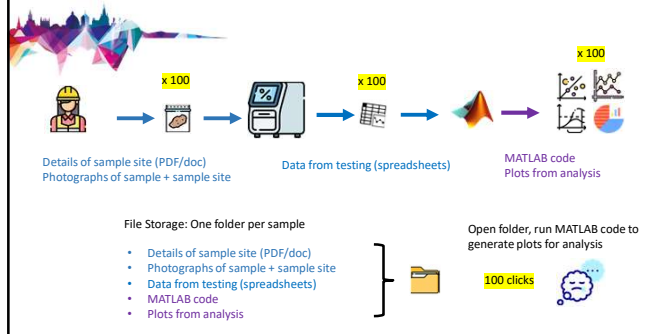 x 100
x 100
x 100
Details of sample site (PDF/doc)
Photographs of sample + sample site
Data from testing (spreadsheets)
MATLAB code
Plots from analysis
File Storage: One folder per sample
• Details of sample site (PDF/doc)
• Photographs of sample + sample site
• Data from testing (spreadsheets)
• MATLAB code
• Plots from analysis
Open folder, run MATLAB code to
generate plots for analysis
100 clicks